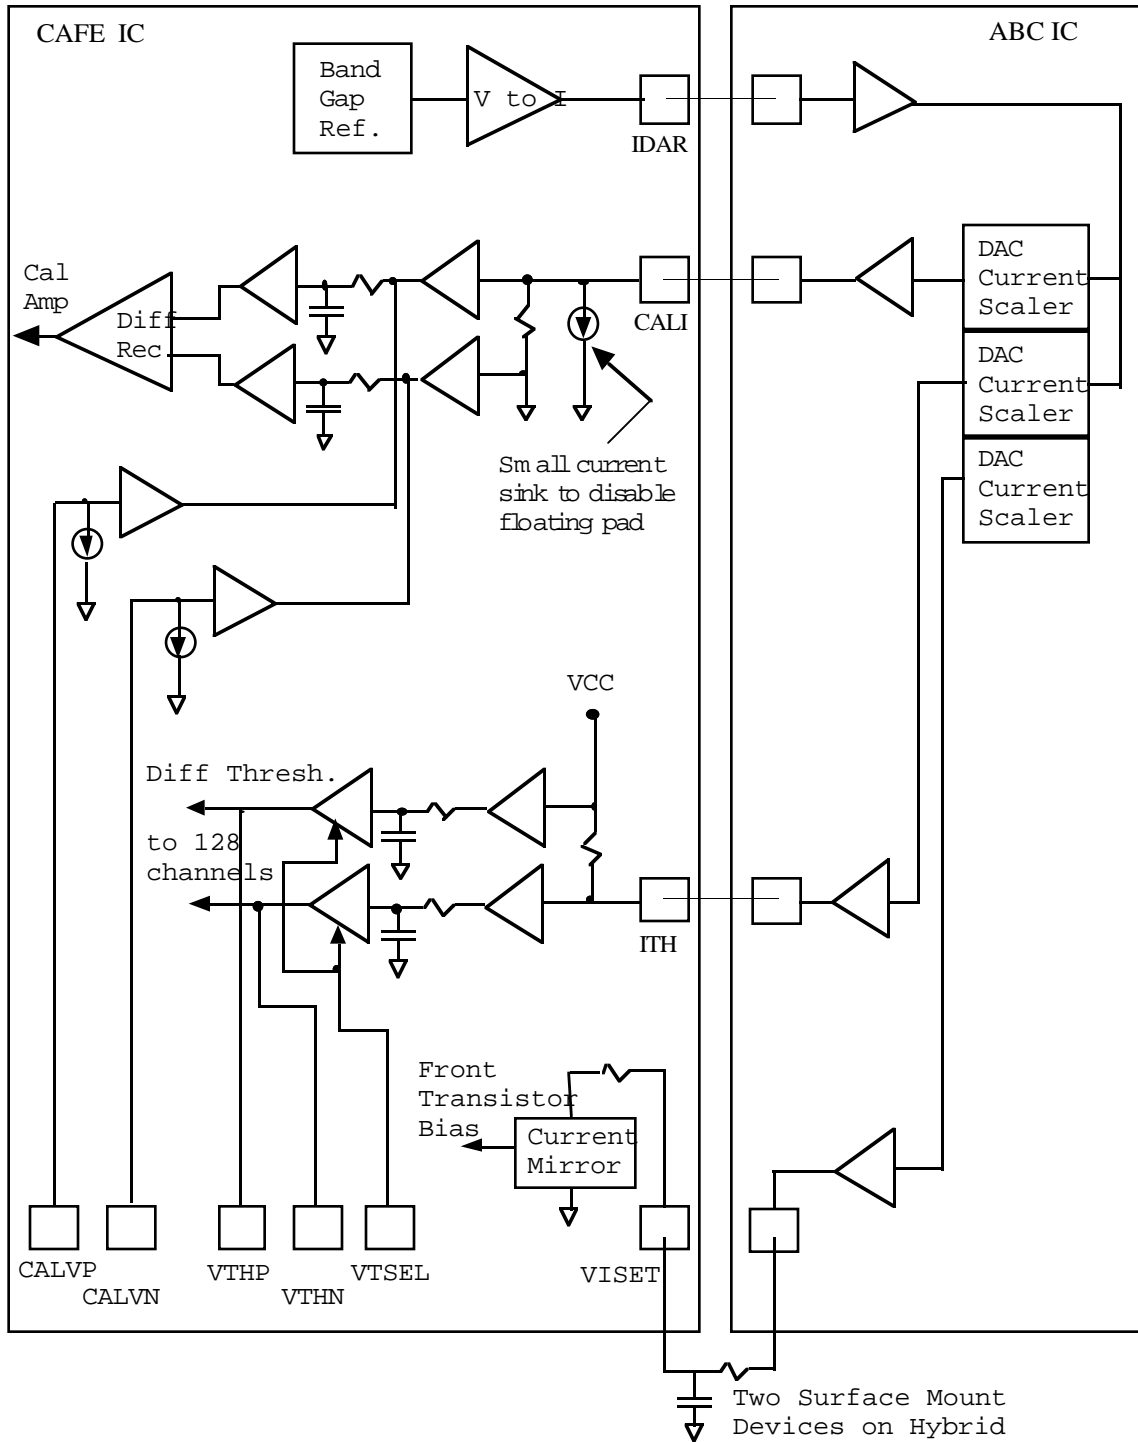 CAFE IC
ABC IC
Band
Gap
Ref.
V to I
IDAR
DAC
Current
Scaler
Cal
Amp
Diff
Rec
CALI
DAC
Current
Scaler
Small current
sink to disable
floating pad
DAC
Current
Scaler
VCC
Diff Thresh.
to 128
channels
ITH
Front
Transistor
Bias
Current
Mirror
CALVP
CALVN
VTHP
VTHN
VTSEL
VISET
Two Surface Mount
Devices on Hybrid